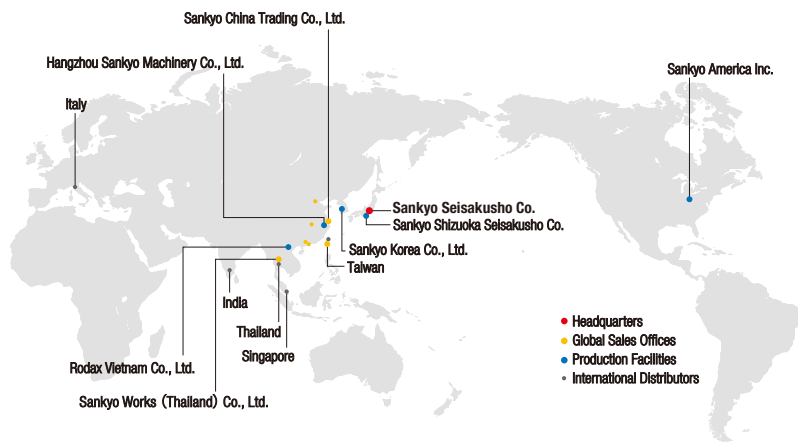 Sankyo China Trading Co., Ltd.
Hangzhou Sankyo Machinery Co., Ltd.
Sankyo America Inc.
Italy
Sankyo Seisakusho Co.
Sankyo Shizuoka Seisakusho Co.
Sankyo Korea Co., Ltd.
Taiwan
India
Thailand
Singapore
Rodax Vietnam Co., Ltd.
Sankyo Works (Thailand) Co., Ltd.
Headquarters
Global Sales Offices
Production Facilities
International Distributors